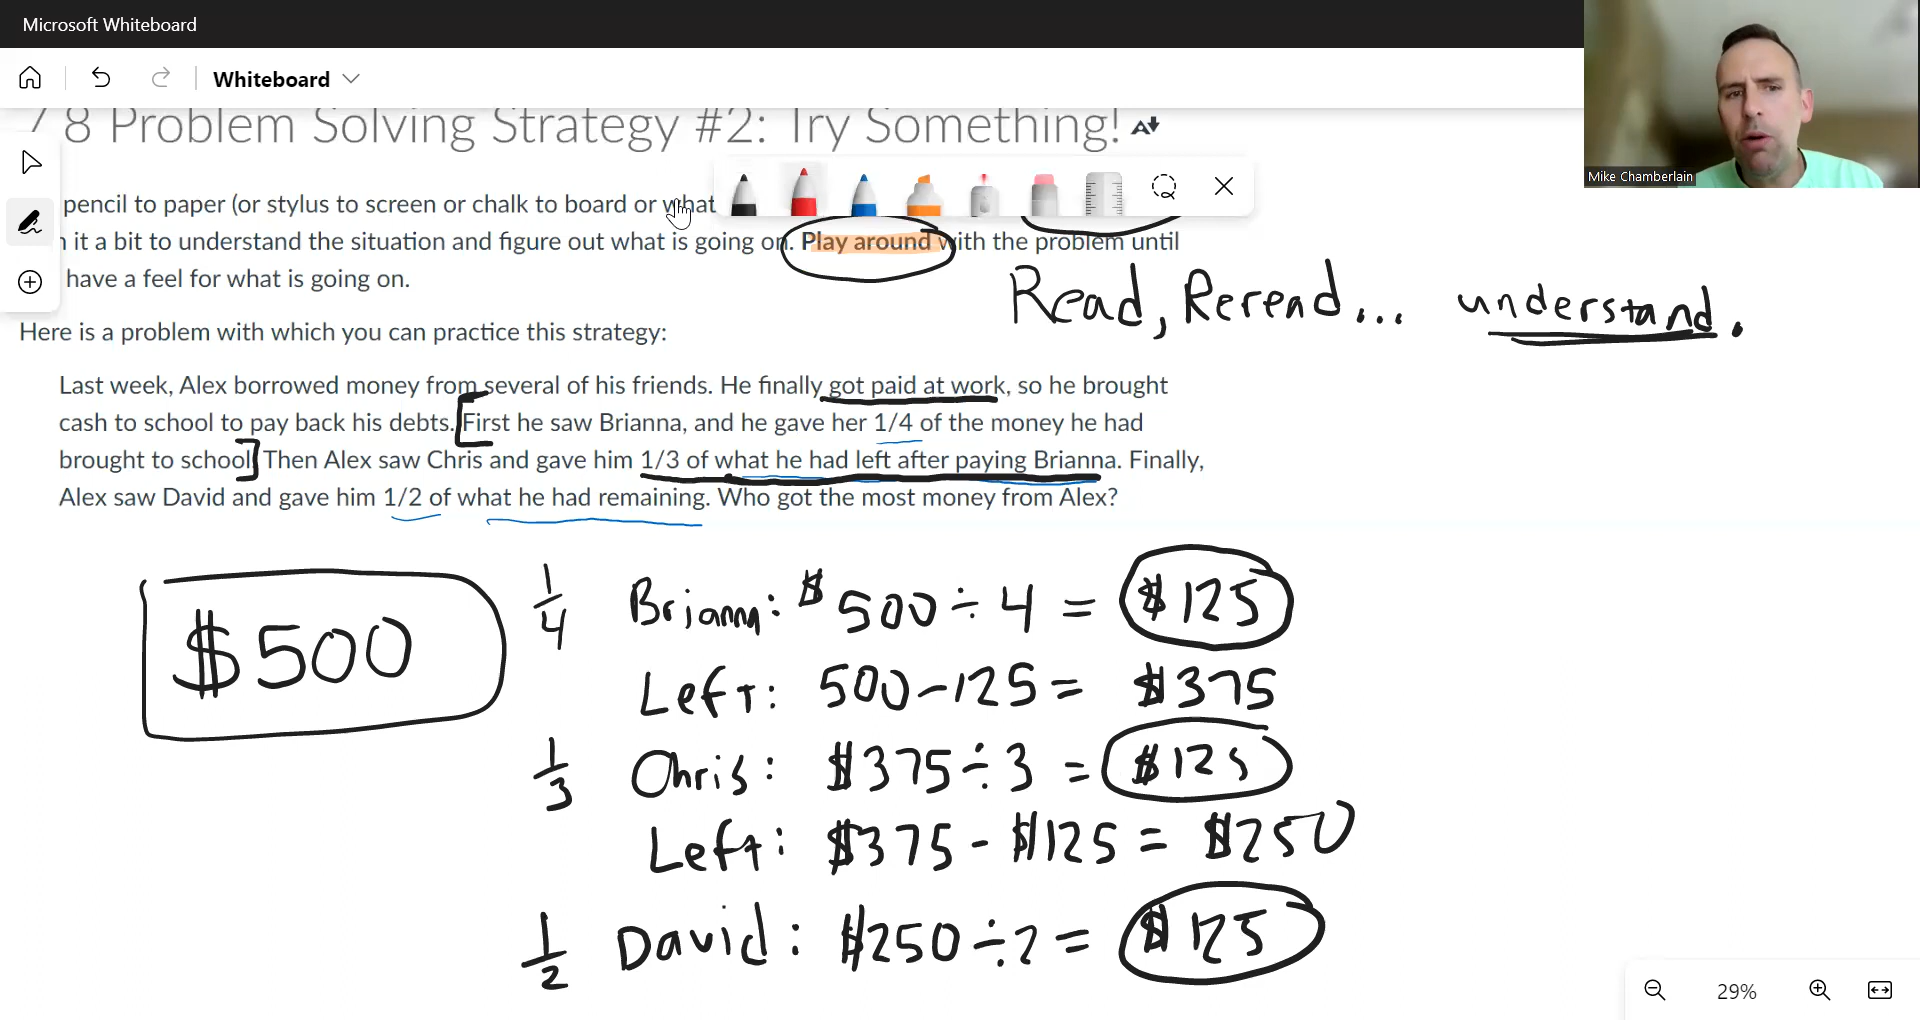 Microsoft Whiteboard
Whiteboard
Mike Chamberlain
7 8 Problem Solving Strategy #2: Try Something!
pencil to paper (or stylus to screen or chalk to board or what
it a bit to understand the situation and figure out what is going on. Play around with the problem until
have a feel for what is going on.
Read, Reread... understand.
Here is a problem with which you can practice this strategy:
Last week, Alex borrowed money from several of his friends. He finally got paid at work, so he brought
cash to school to pay back his debts. [First he saw Brianna, and he gave her 1/4 of the money he had
brought to school] Then Alex saw Chris and gave him 1/3 of what he had left after paying Brianna. Finally,
Alex saw David and gave him 1/2 of what he had remaining. Who got the most money from Alex?
$500
1/4 Brianna: $500 ÷ 4 = $125
Left: 500-125 = $375
1/3 Chris: $375 ÷ 3 = $125
Left: $375 - $125 = $250
1/2 David: $250 ÷ 2 = $125
29%